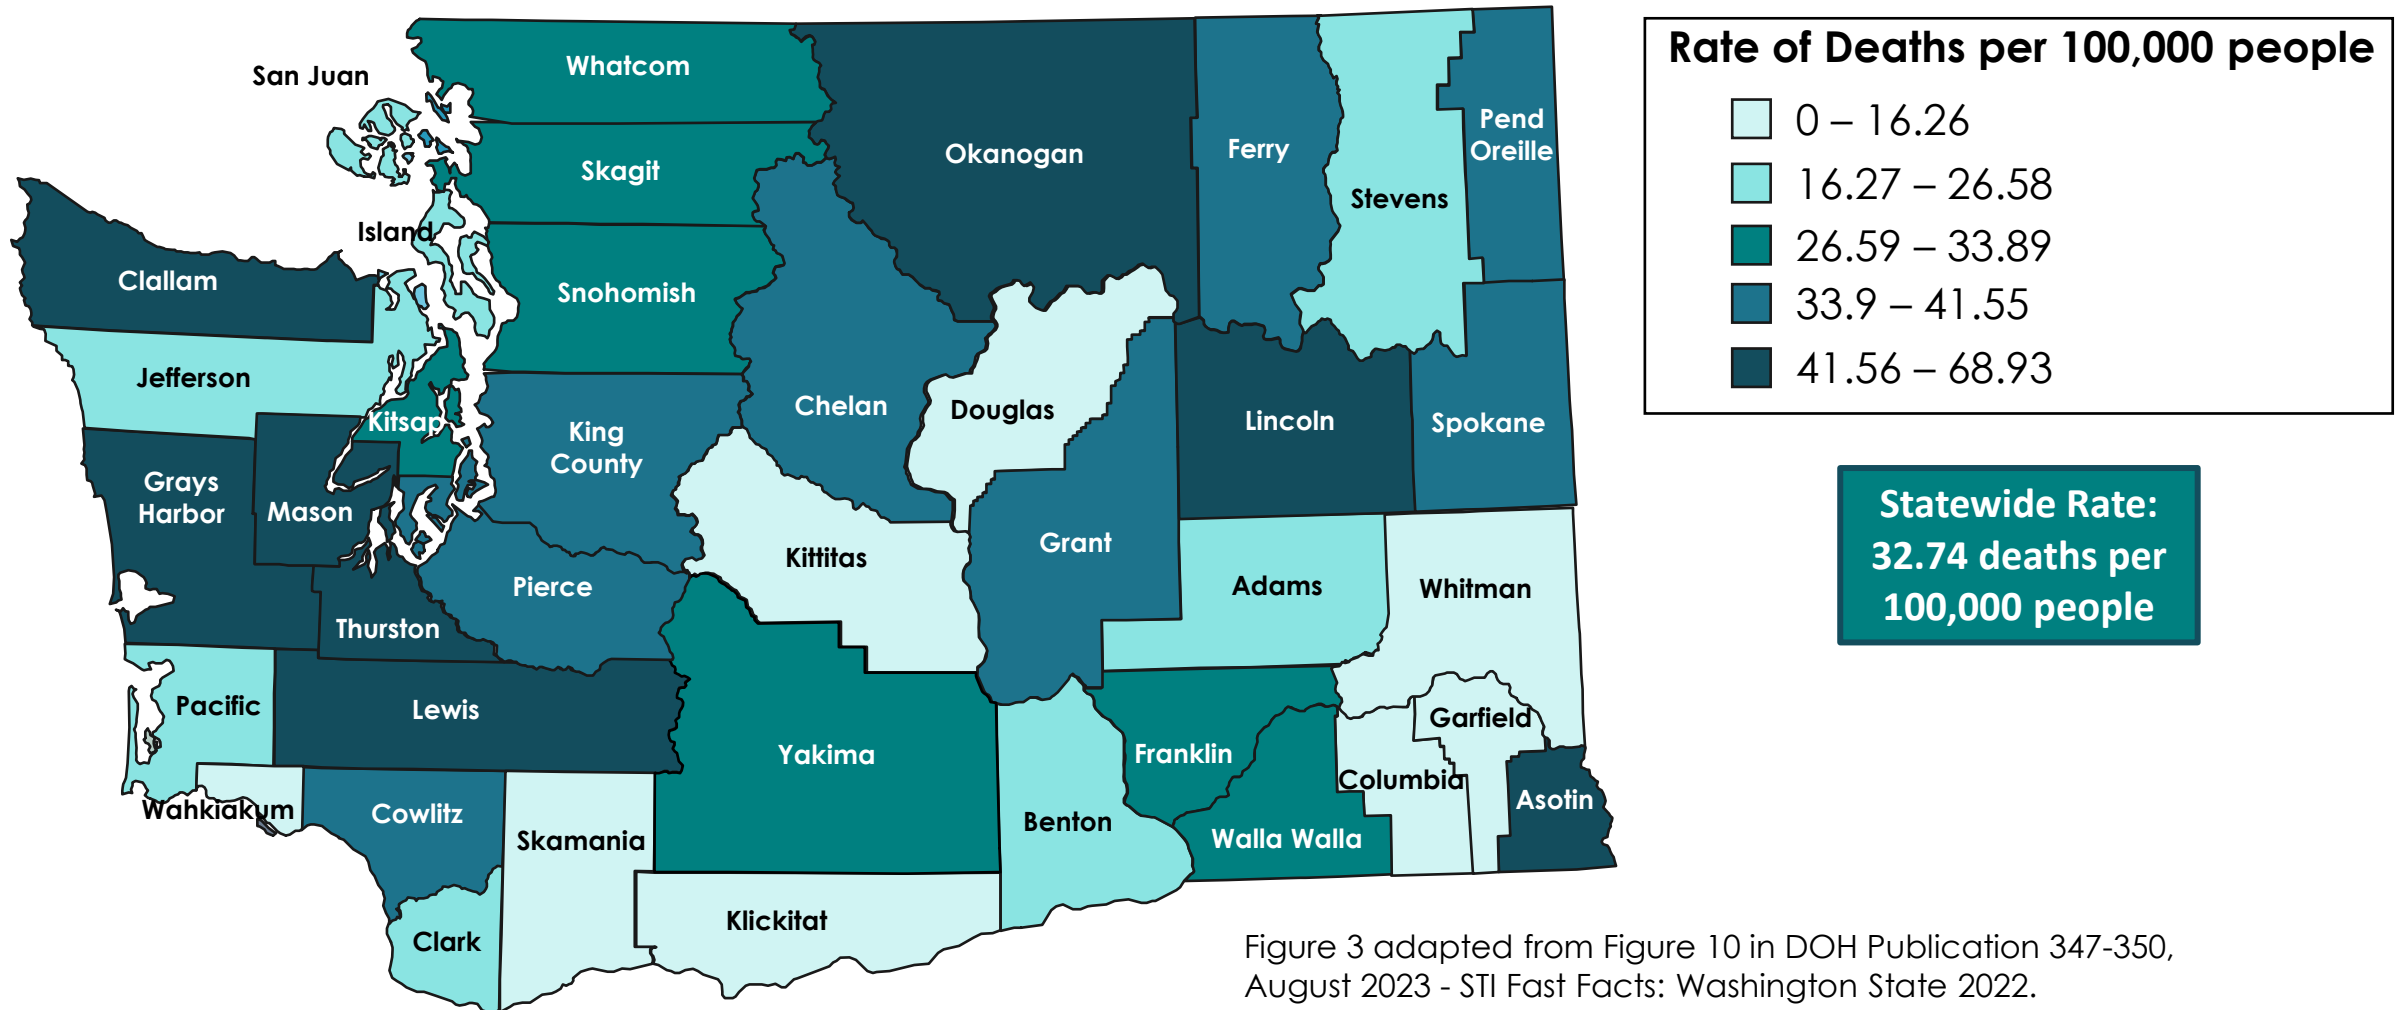 Rate of Deaths per 100,000 people
0 – 16.26
16.27 – 26.58
26.59 – 33.89
33.9 – 41.55
41.56 – 68.93
Statewide Rate:
32.74 deaths per
100,000 people
San Juan
Whatcom
Skagit
Okanogan
Ferry
Stevens
Pend
Oreille
Island
Clallam
Snohomish
Jefferson
Kitsap
King
County
Chelan
Douglas
Lincoln
Spokane
Grays
Harbor
Mason
Kittitas
Grant
Adams
Whitman
Pierce
Thurston
Pacific
Lewis
Yakima
Franklin
Garfield
Columbia
Asotin
Wahkiakum
Cowlitz
Skamania
Benton
Walla Walla
Clark
Klickitat
Figure 3 adapted from Figure 10 in DOH Publication 347-350,
August 2023 - STI Fast Facts: Washington State 2022.